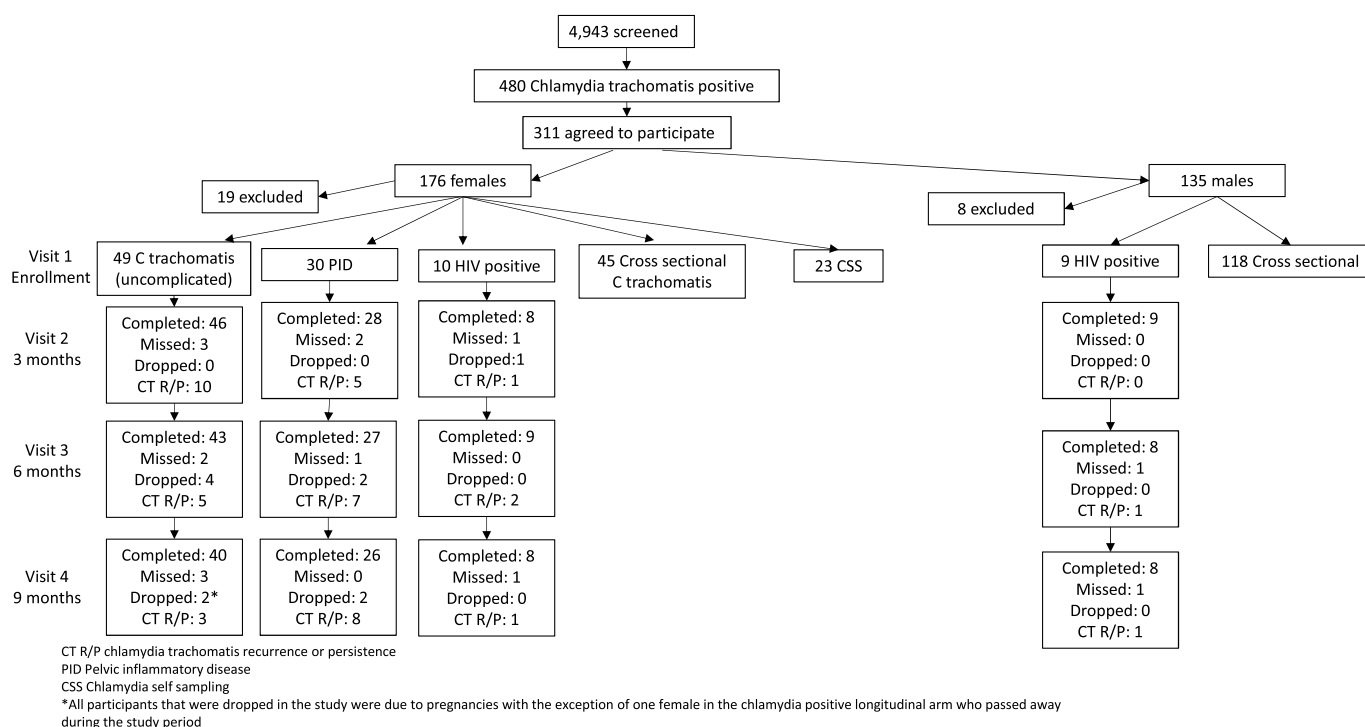 4,943 screened
480 Chlamydia trachomatis positive
311 agreed to participate
176 females
135 males
19 excluded
8 excluded
Visit 1
Enrollment
49 C trachomatis
(uncomplicated)
30 PID
10 HIV positive
45 Cross sectional
C trachomatis
23 CSS
9 HIV positive
118 Cross sectional
Visit 2
3 months
Completed: 46
Missed: 3
Dropped: 0
CT R/P: 10
Completed: 28
Missed: 2
Dropped: 0
CT R/P: 5
Completed: 8
Missed: 1
Dropped:1
CT R/P: 1
Completed: 9
Missed: 0
Dropped: 0
CT R/P: 0
Visit 3
6 months
Completed: 43
Missed: 2
Dropped: 4
CT R/P: 5
Completed: 27
Missed: 1
Dropped: 2
CT R/P: 7
Completed: 9
Missed: 0
Dropped: 0
CT R/P: 2
Completed: 8
Missed: 1
Dropped: 0
CT R/P: 1
Visit 4
9 months
Completed: 40
Missed: 3
Dropped: 2*
CT R/P: 3
Completed: 26
Missed: 0
Dropped: 2
CT R/P: 8
Completed: 8
Missed: 1
Dropped: 0
CT R/P: 1
Completed: 8
Missed: 1
Dropped: 0
CT R/P: 1
CT R/P chlamydia trachomatis recurrence or persistence
PID Pelvic inflammatory disease
CSS Chlamydia self sampling
*All participants that were dropped in the study were due to pregnancies with the exception of one female in the chlamydia positive longitudinal arm who passed away
during the study period